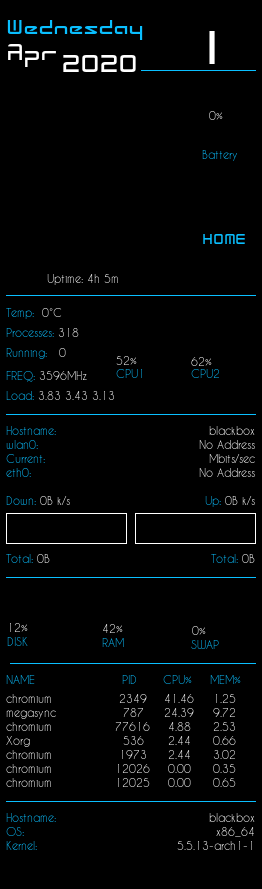 Wednesday
Apr 2020 1
0%
Battery
HOME
Uptime: 4h 5m
Temp: 0°C
Processes: 318
Running: 0
52% 62%
FREQ: 3596MHz CPU1 CPU2
Load: 3.83 3.43 3.13
Hostname: blackbox
wlan0: No Address
Current: Mbits/sec
eth0: No Address
Down: 0B k/s Up: 0B k/s
Total: 0B Total: 0B
12% 42% 0%
DISK RAM SWAP
NAME PID CPU% MEM%
chromium 2349 41.46 1.25
megasync 787 24.39 9.72
chromium 77616 4.88 2.53
Xorg 536 2.44 0.66
chromium 1973 2.44 3.02
chromium 12026 0.00 0.35
chromium 12025 0.00 0.65
Hostname: blackbox
OS: x86_64
Kernel: 5.5.13-arch1-1